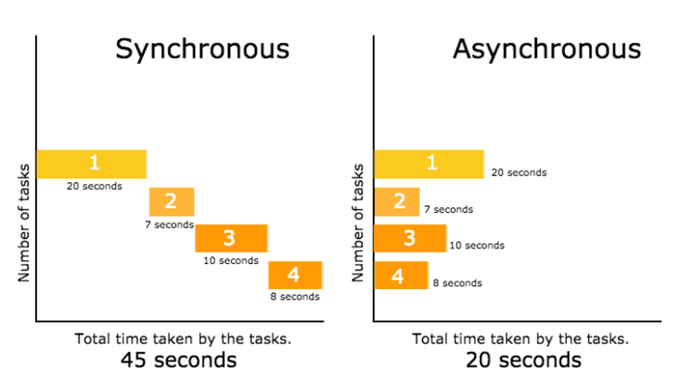 Synchronous
Number of tasks
1
20 seconds
2
7 seconds
3
10 seconds
4
8 seconds
Total time taken by the tasks.
45 seconds
Asynchronous
Number of tasks
1
20 seconds
2
7 seconds
3
10 seconds
4
8 seconds
Total time taken by the tasks.
20 seconds